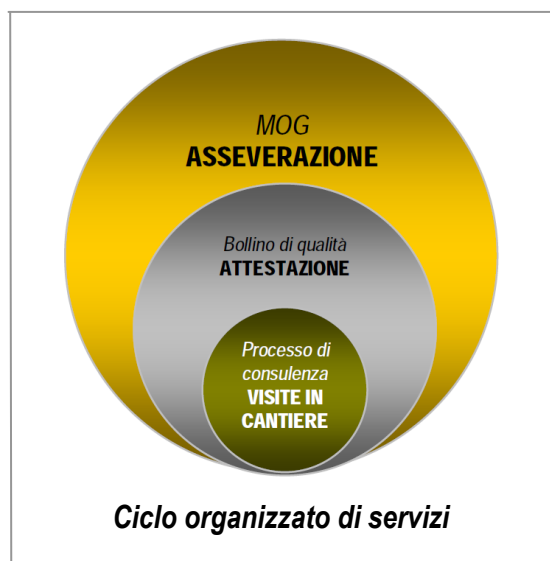 MOG
ASSEVERAZIONE
Bollino di qualità
ATTESTAZIONE
Processo di
consulenza
VISITE IN
CANTIERE
Ciclo organizzato di servizi